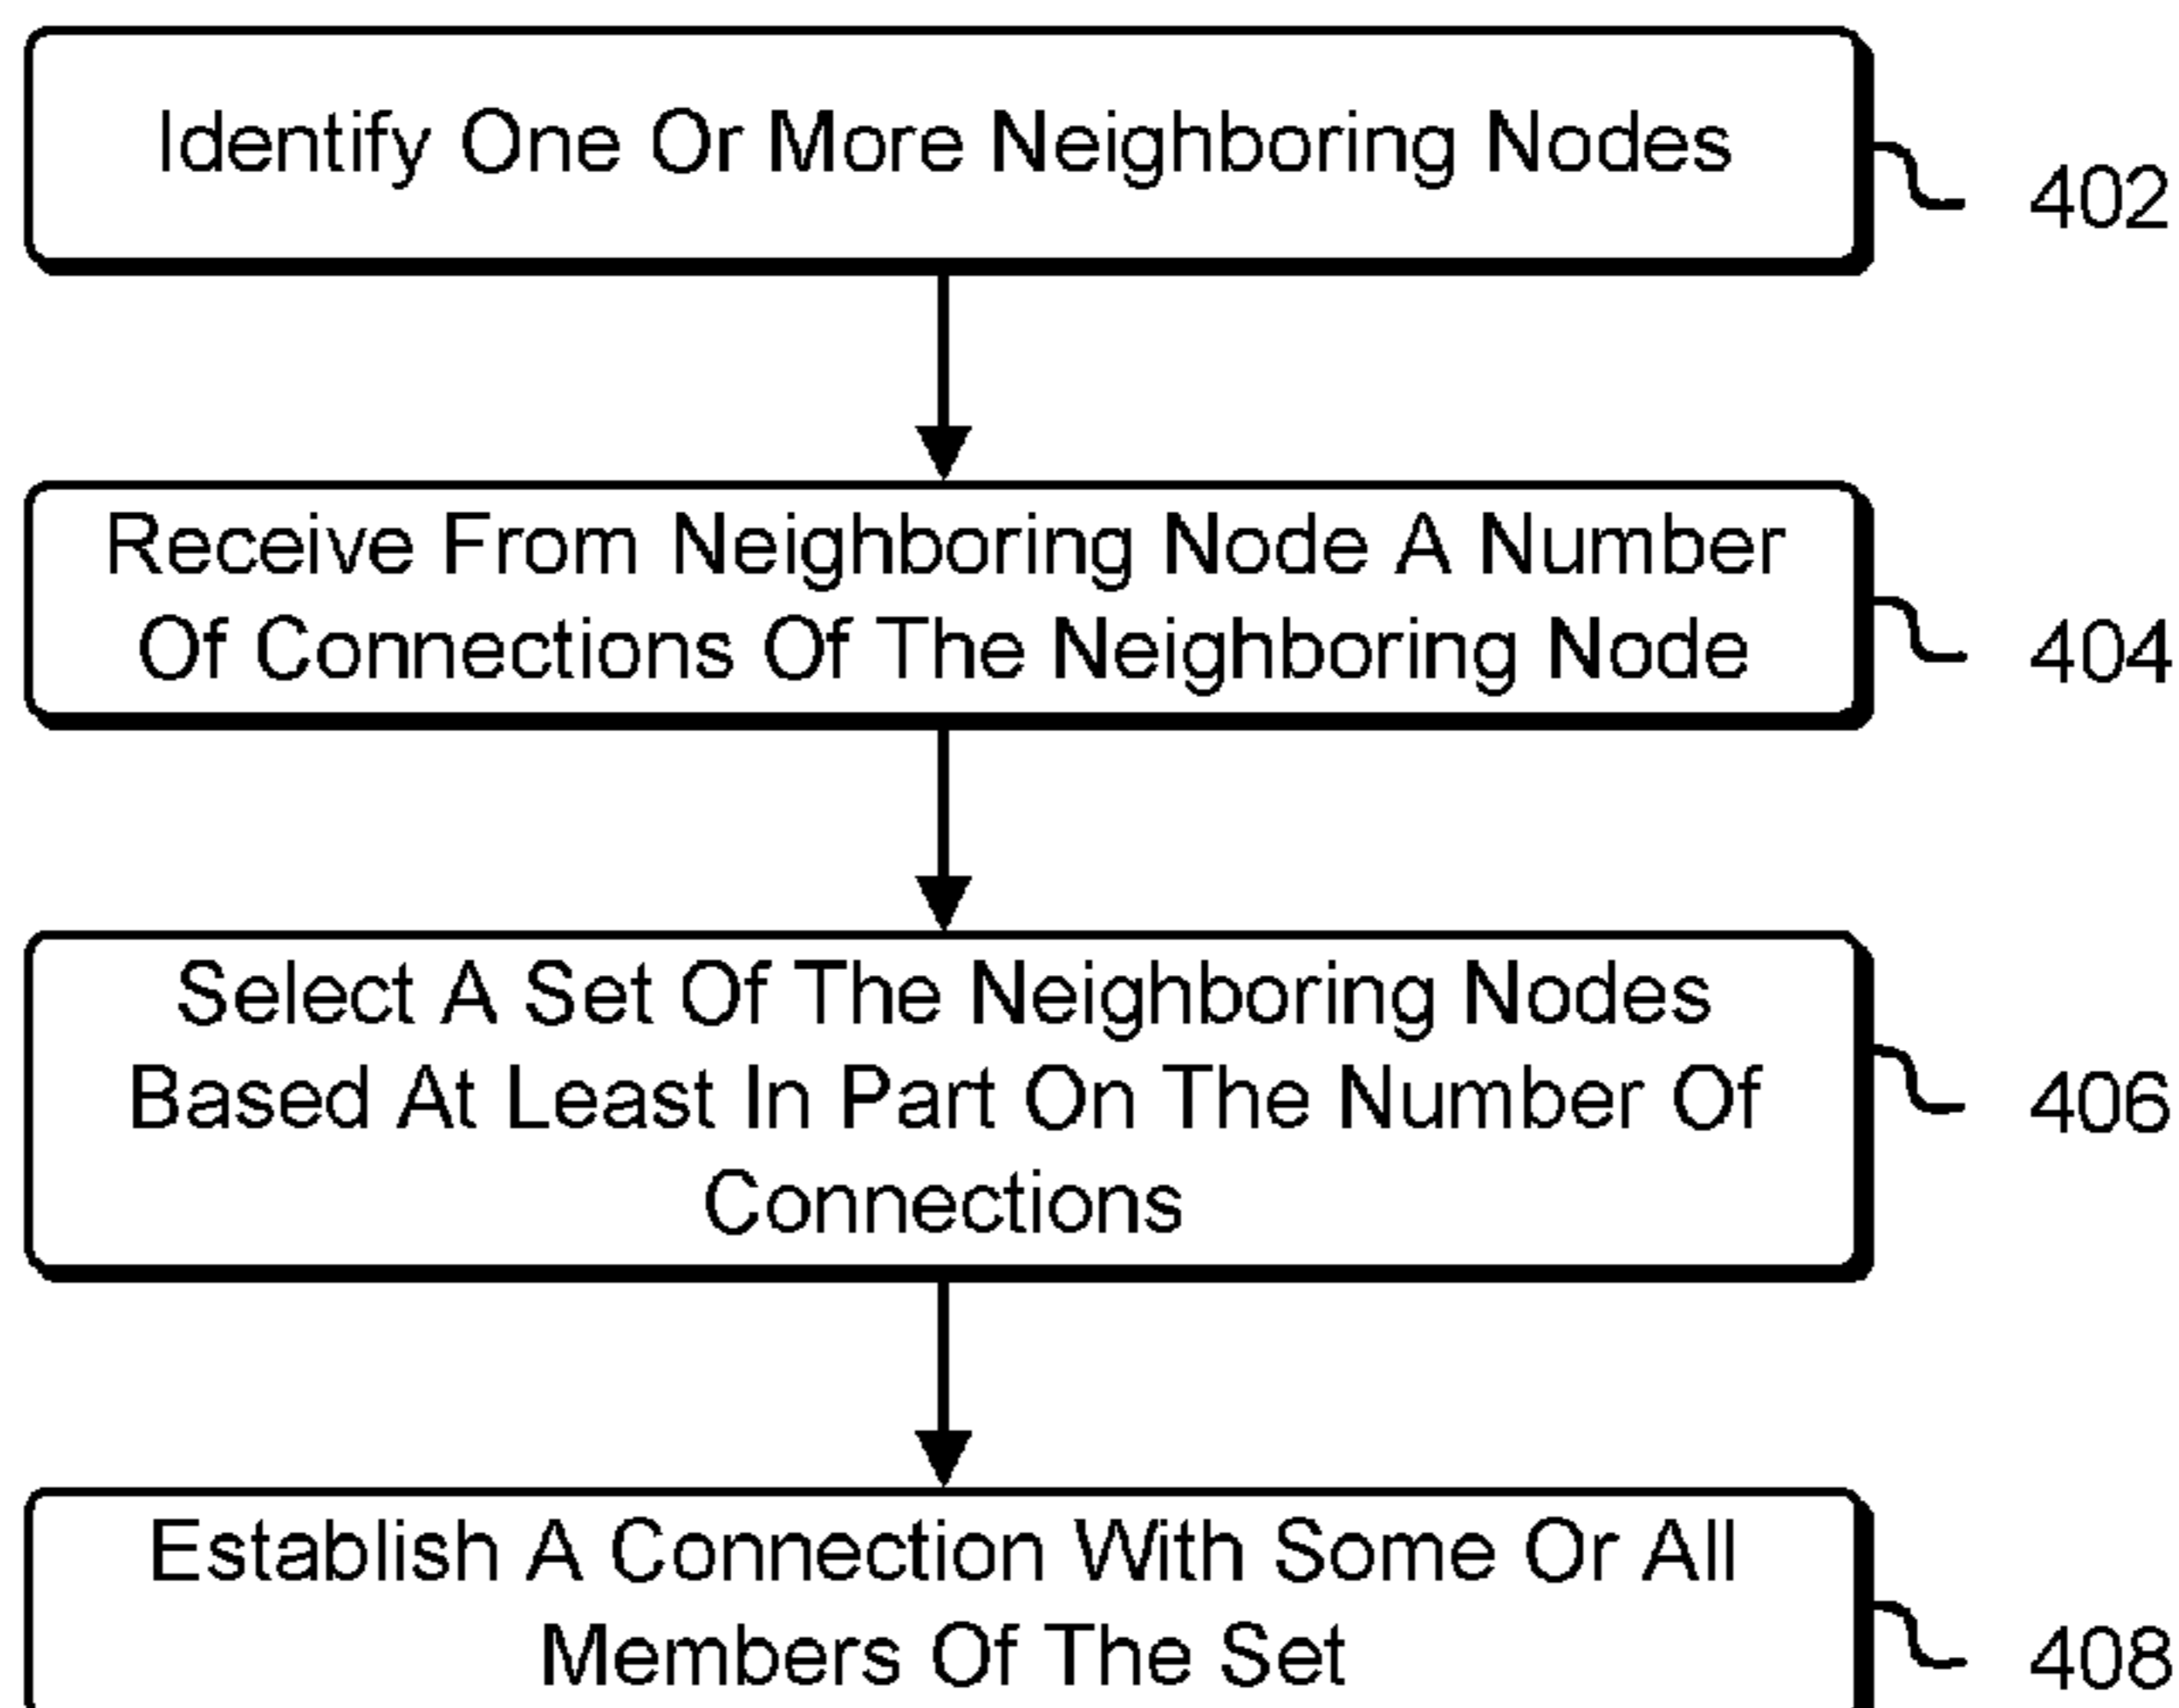 Identify One Or More Neighboring Nodes
402
Receive From Neighboring Node A Number
Of Connections Of The Neighboring Node
404
Select A Set Of The Neighboring Nodes
Based At Least In Part On The Number Of
Connections
406
Establish A Connection With Some Or All
Members Of The Set
408